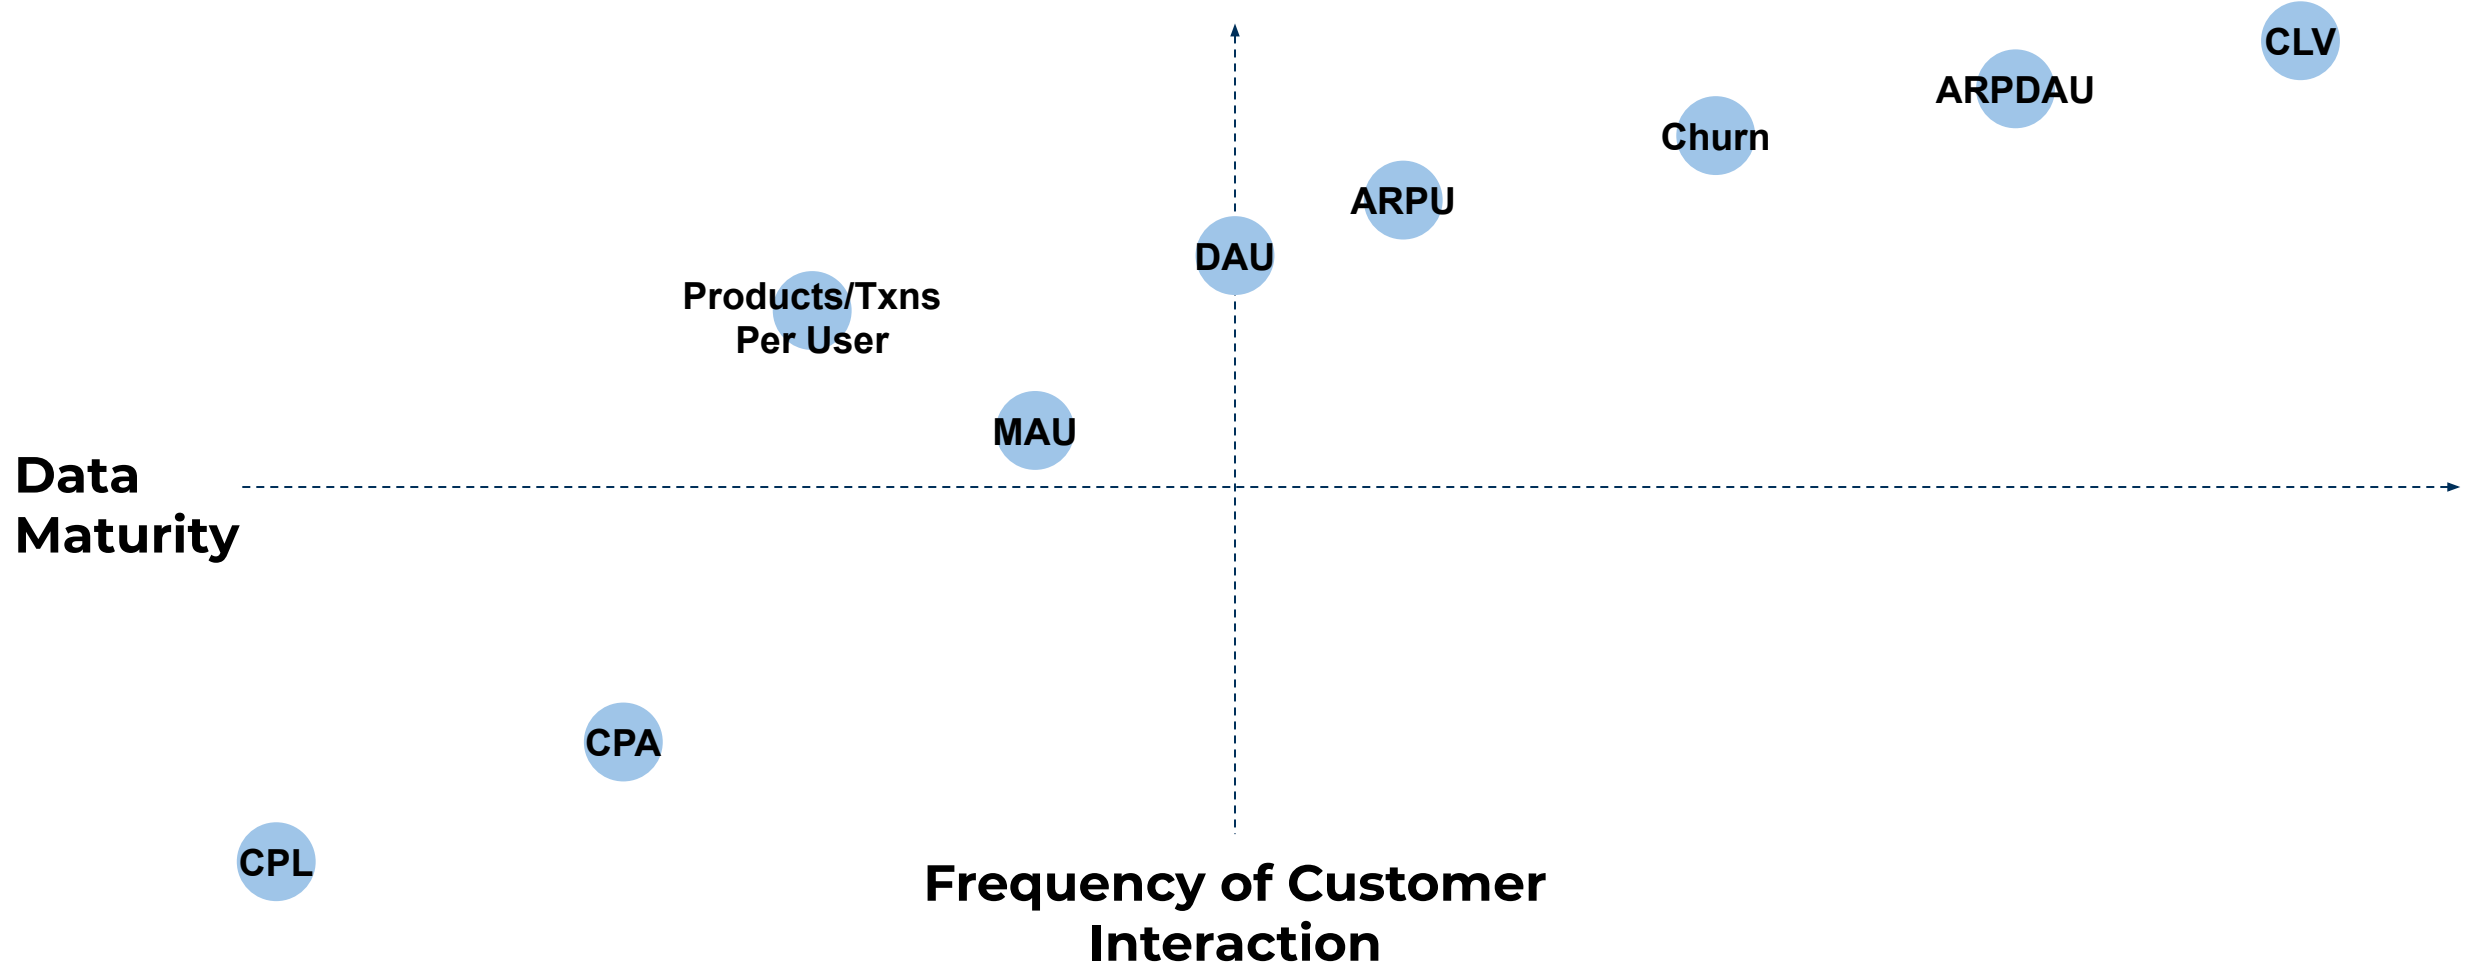 CLV
ARPDAU
Churn
ARPU
DAU
Products/Txns
Per User
MAU
Data
Maturity
CPA
CPL
Frequency of Customer
Interaction